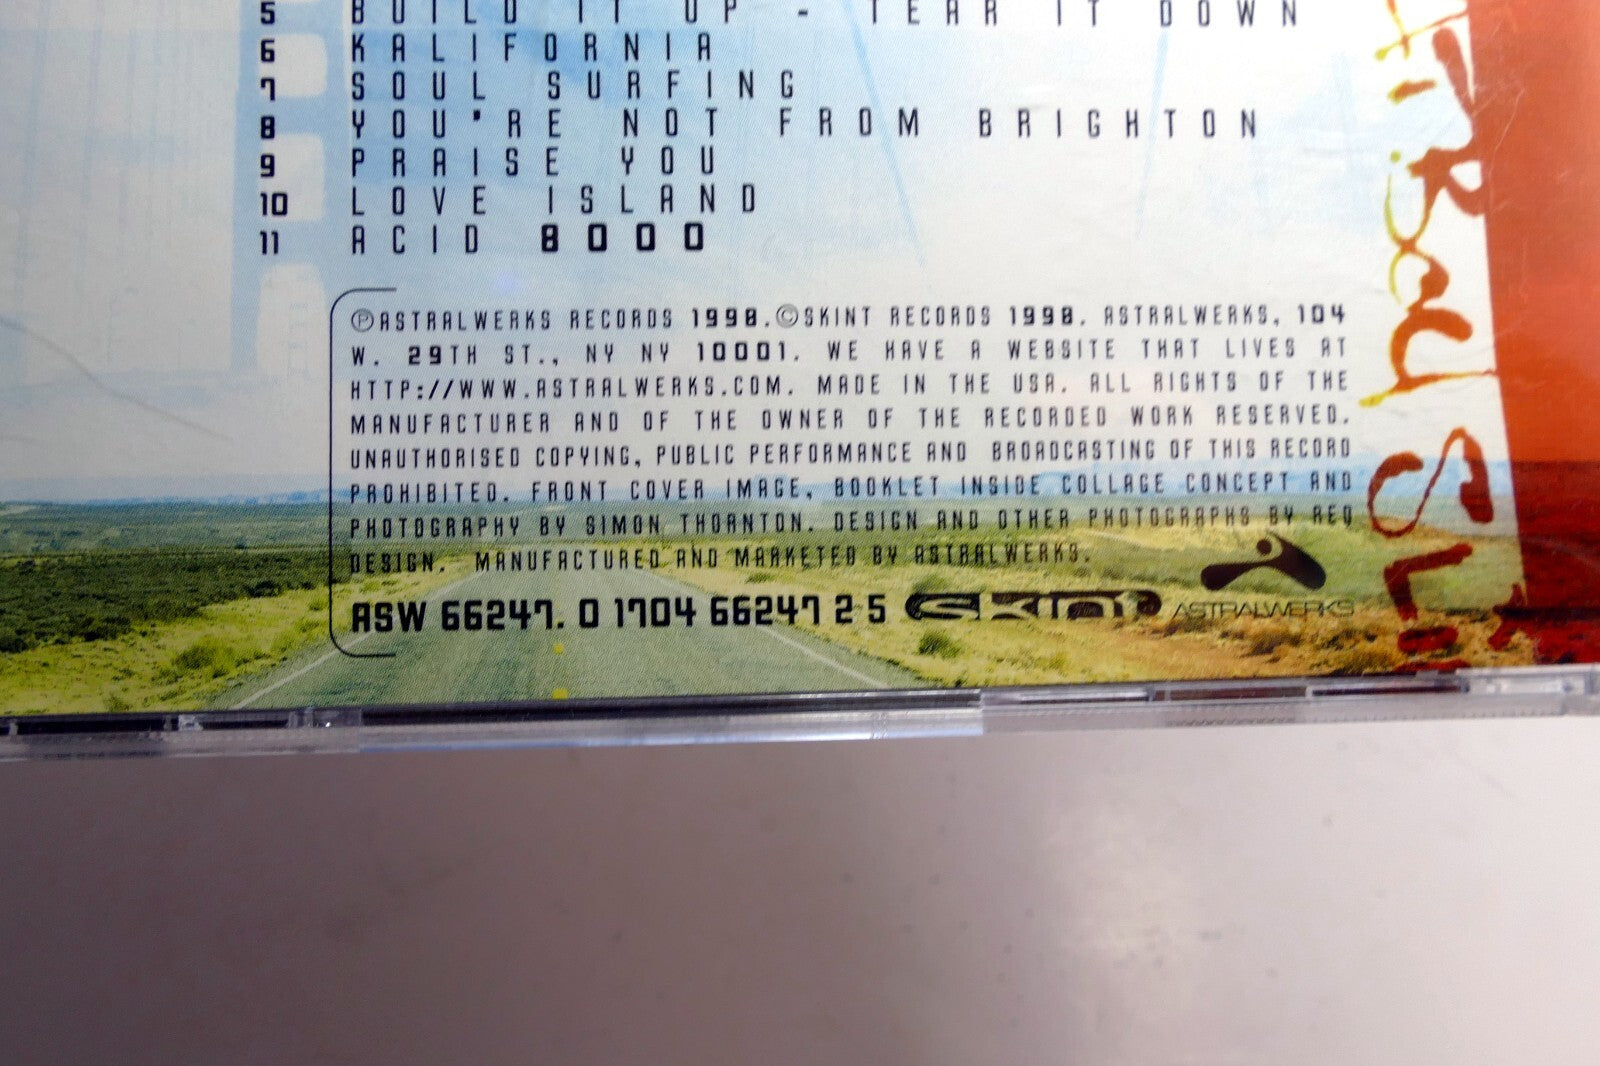 5 BUILD IT UP - TEAR IT DOWN
6 KALIFORNIA
7 SOUL SURFING
8 YOU'RE NOT FROM BRIGHTON
9 PRAISE YOU
10 LOVE ISLAND
11 ACID 8000
ⓅASTRALWERKS RECORDS 1998.©SKINT RECORDS 1998. ASTRALWERKS, 104
W. 29TH ST., NY NY 10001. WE HAVE A WEBSITE THAT LIVES AT
HTTP://WWW.ASTRALWERKS.COM. MADE IN THE USA. ALL RIGHTS OF THE
MANUFACTURER AND OF THE OWNER OF THE RECORDED WORK RESERVED.
UNAUTHORISED COPYING, PUBLIC PERFORMANCE AND BROADCASTING OF THIS RECORD
PROHIBITED. FRONT COVER IMAGE, BOOKLET INSIDE COLLAGE CONCEPT AND
PHOTOGRAPHY BY SIMON THORNTON. DESIGN AND OTHER PHOTOGRAPHS BY RED
DESIGN. MANUFACTURED AND MARKETED BY ASTRALWERKS.
ASW 66247. 0 1704 66247 2 5 SKINT ASTRALWERKS